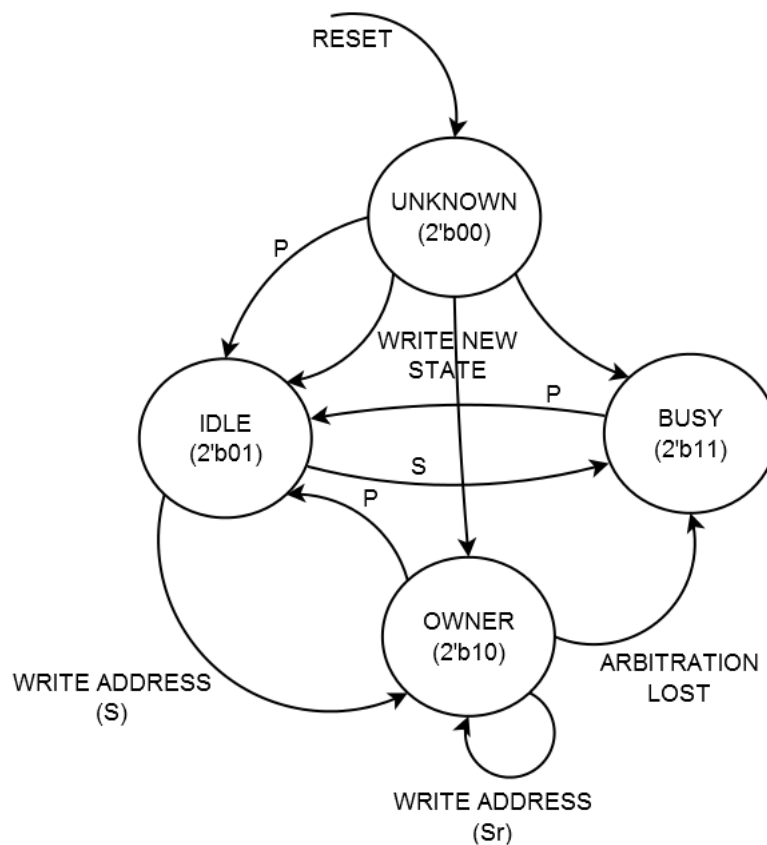 RESET
UNKNOWN
(2'b00)
P
WRITE NEW
STATE
IDLE
(2'b01)
P
BUSY
(2'b11)
S
P
OWNER
(2'b10)
ARBITRATION
LOST
WRITE ADDRESS
(S)
WRITE ADDRESS
(Sr)